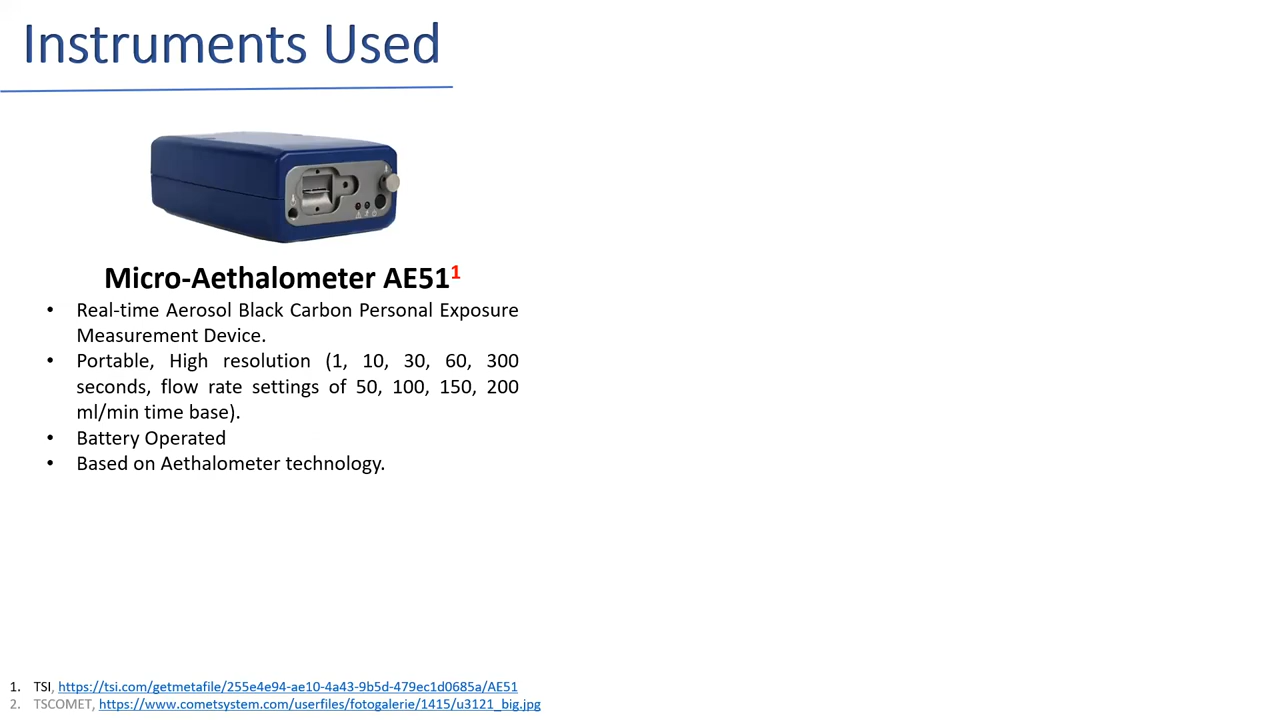 Instruments Used
Micro-Aethalometer AE51¹
• Real-time Aerosol Black Carbon Personal Exposure
Measurement Device.
• Portable, High resolution (1, 10, 30, 60, 300
seconds, flow rate settings of 50, 100, 150, 200
ml/min time base).
• Battery Operated
• Based on Aethalometer technology.
1. TSI, https://tsi.com/getmetafile/255e4e94-ae10-4a43-9b5d-479ec1d0685a/AE51
2. TSCOMET, https://www.cometsystem.com/userfiles/fotogalerie/1415/u3121_big.jpg